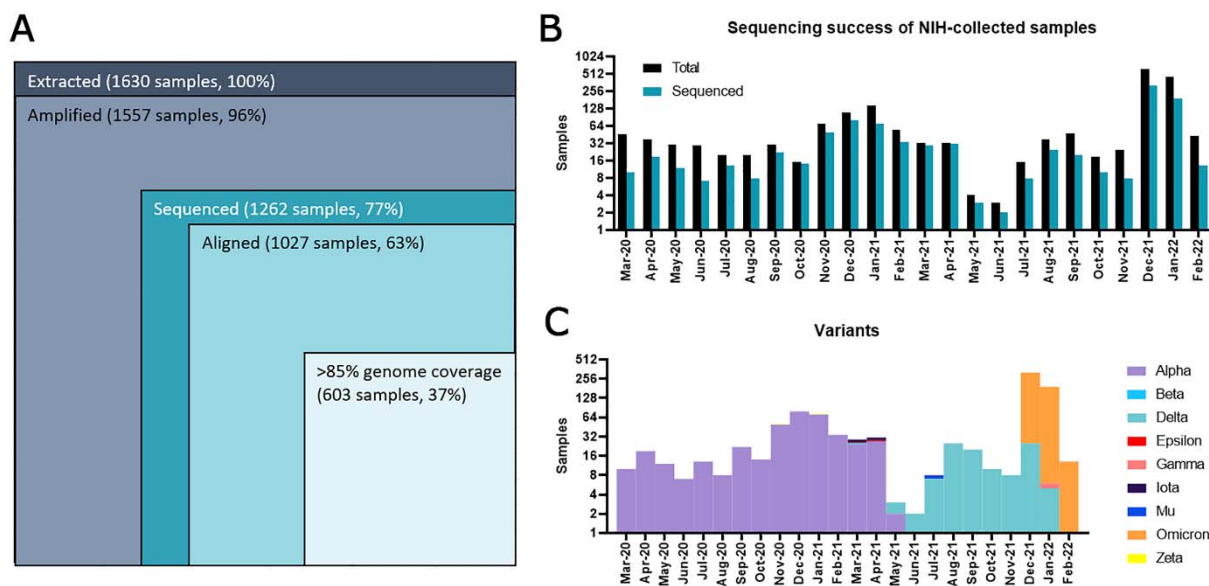 A
Extracted (1630 samples, 100%)
Amplified (1557 samples, 96%)
Sequenced (1262 samples, 77%)
Aligned (1027 samples, 63%)
>85% genome coverage
(603 samples, 37%)
B
Sequencing success of NIH-collected samples
Samples
1024
512
256
128
64
32
16
8
4
2
1
Total
Sequenced
Mar-20
Apr-20
May-20
Jun-20
Jul-20
Aug-20
Sep-20
Oct-20
Nov-20
Dec-20
Jan-21
Feb-21
Mar-21
Apr-21
May-21
Jun-21
Jul-21
Aug-21
Sep-21
Oct-21
Nov-21
Dec-21
Jan-22
Feb-22
C
Variants
Samples
512
256
128
64
32
16
8
4
2
1
Mar-20
Apr-20
May-20
Jun-20
Jul-20
Aug-20
Sep-20
Oct-20
Nov-20
Dec-20
Jan-21
Feb-21
Mar-21
Apr-21
May-21
Jun-21
Jul-21
Aug-21
Sep-21
Oct-21
Nov-21
Dec-21
Jan-22
Feb-22
Alpha
Beta
Delta
Epsilon
Gamma
Iota
Mu
Omicron
Zeta